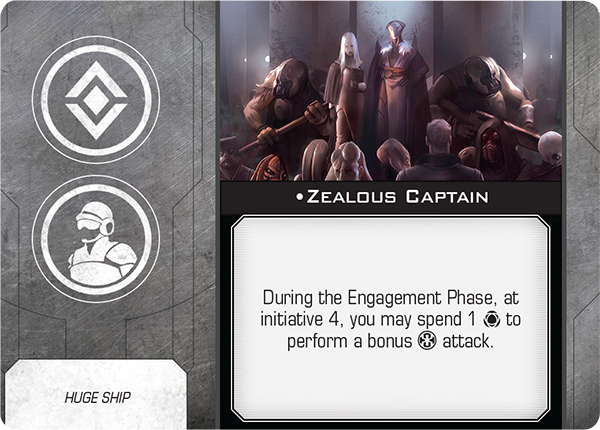 •Zealous Captain
During the Engagement Phase, at
initiative 4, you may spend 1 to
perform a bonus attack.
HUGE SHIP